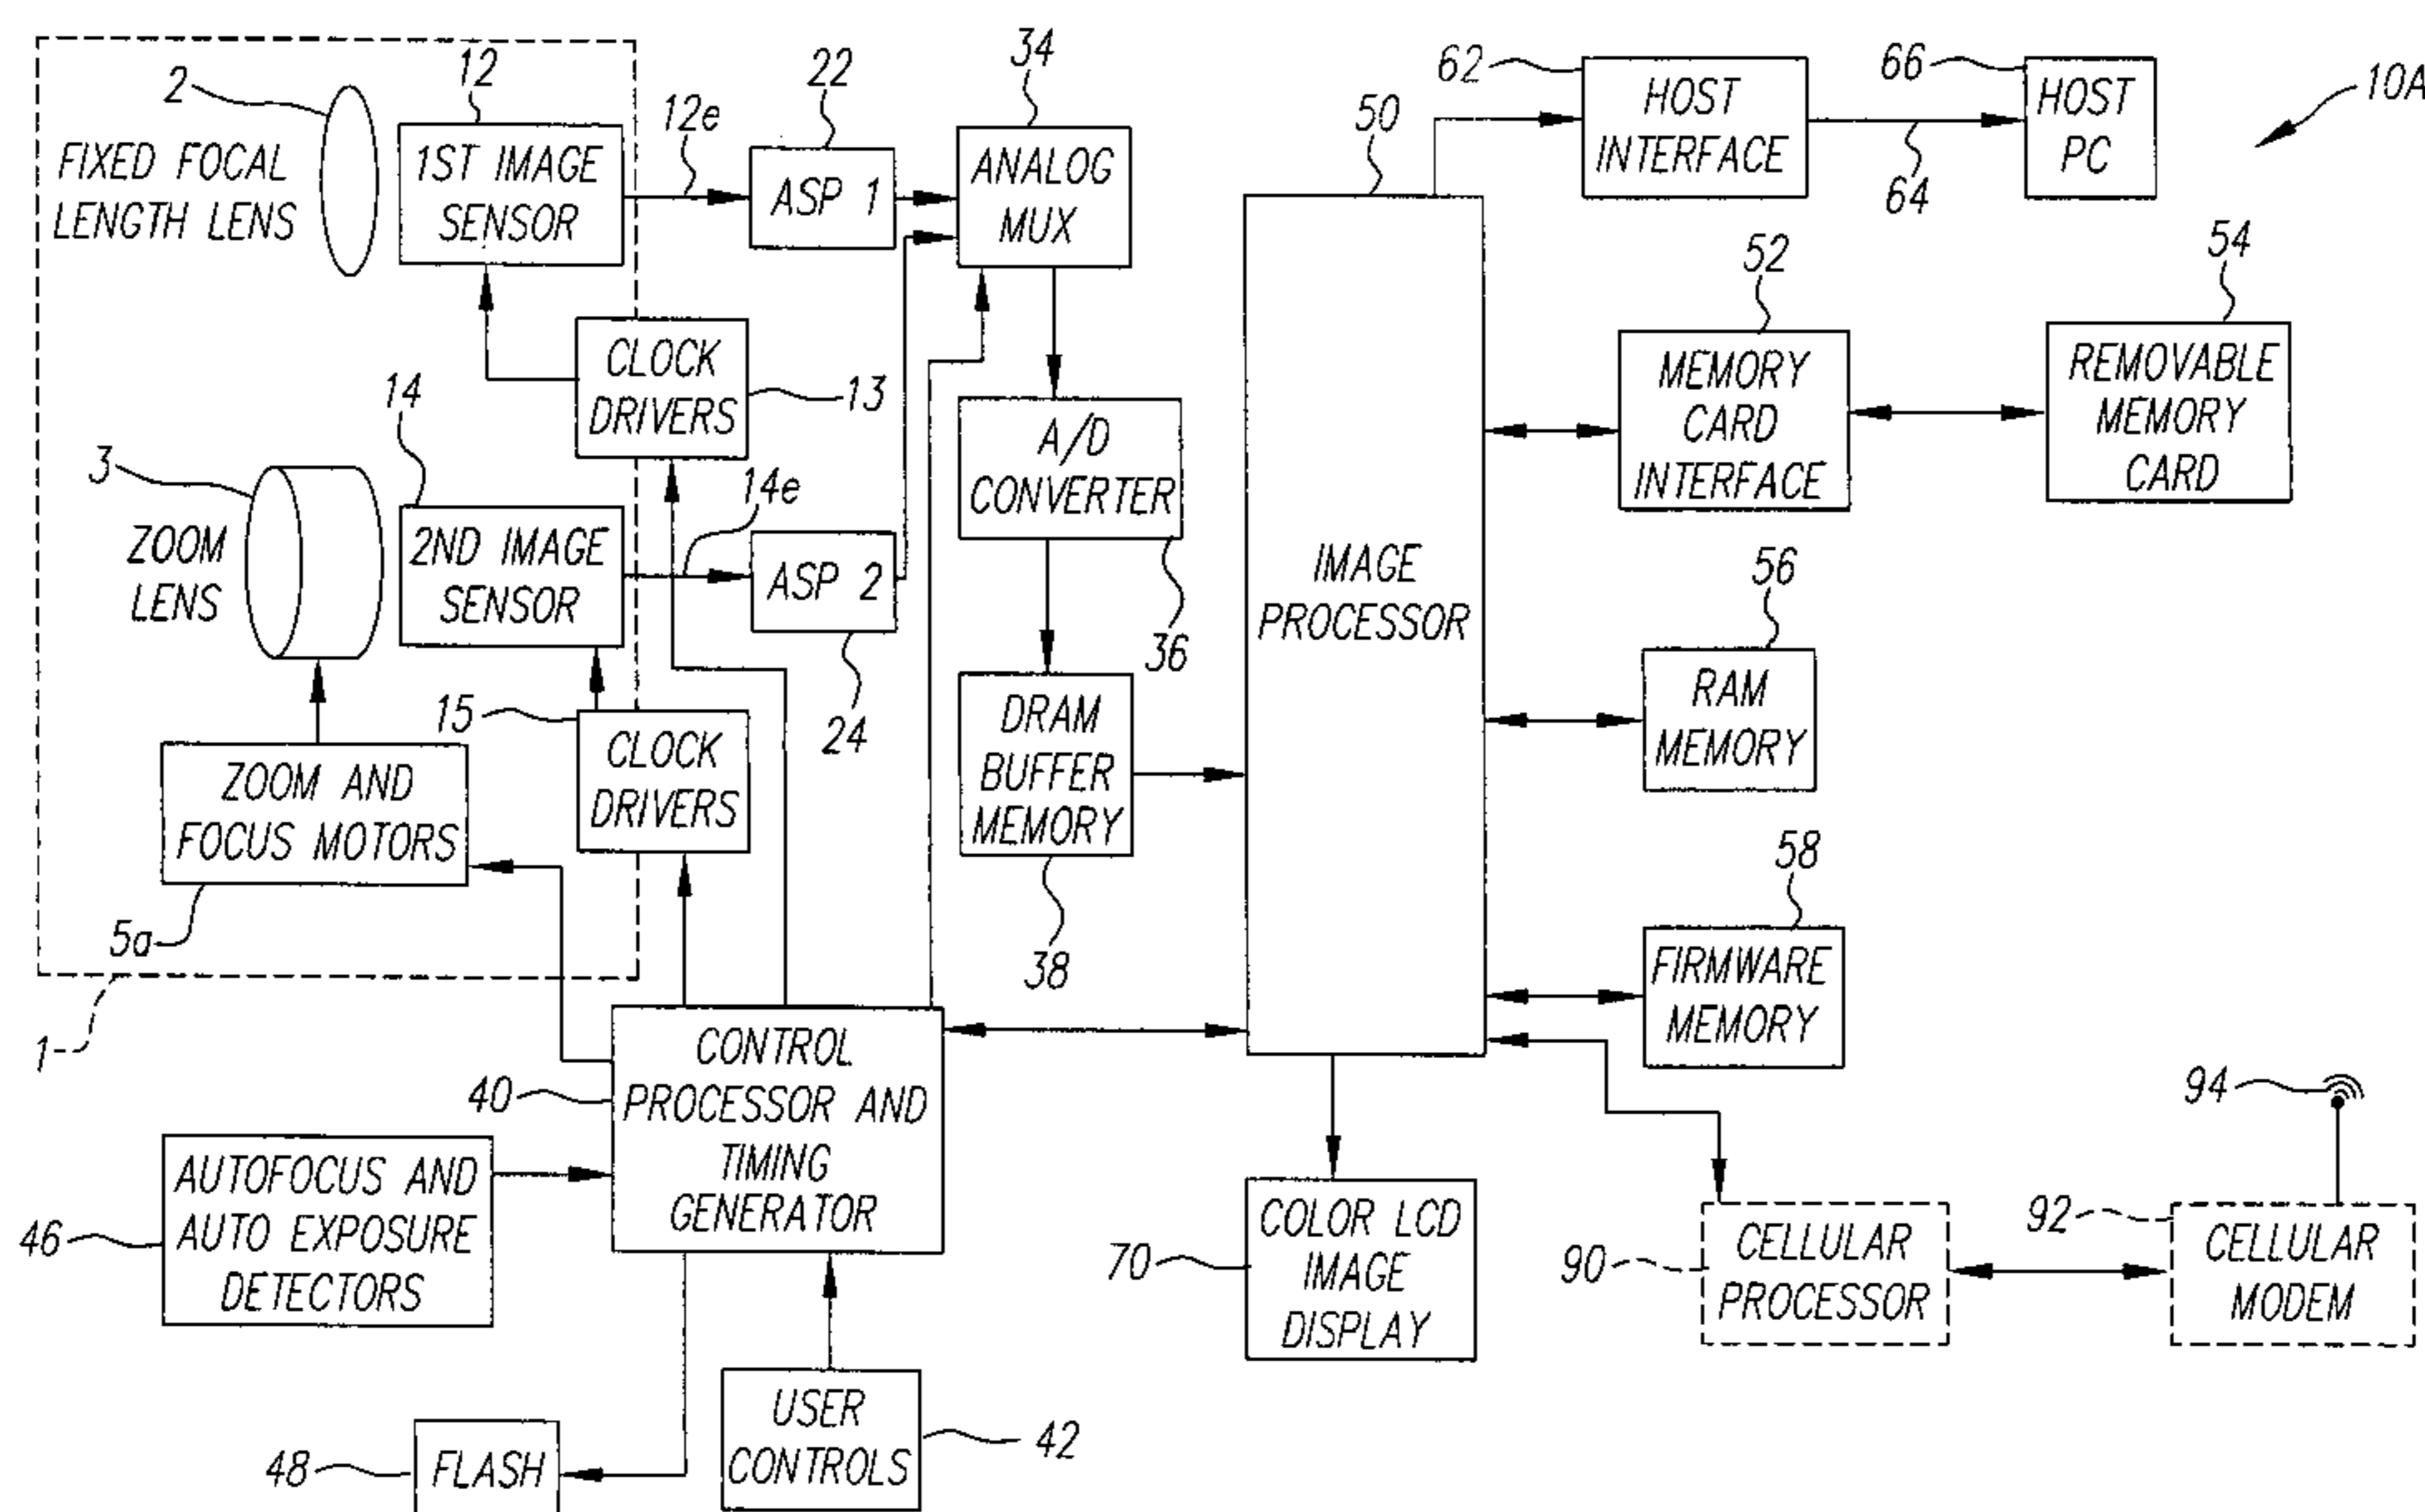 2
FIXED FOCAL
LENGTH LENS
12
1ST IMAGE
SENSOR
12e
22
ASP 1
34
ANALOG
MUX
50
IMAGE
PROCESSOR
62
HOST
INTERFACE
64
66
HOST
PC
10A
CLOCK
DRIVERS
13
14
3
ZOOM
LENS
2ND IMAGE
SENSOR
14e
ASP 2
24
A/D
CONVERTER
36
52
MEMORY
CARD
INTERFACE
54
REMOVABLE
MEMORY
CARD
56
RAM
MEMORY
15
CLOCK
DRIVERS
ZOOM AND
FOCUS MOTORS
5a
1
DRAM
BUFFER
MEMORY
38
58
FIRMWARE
MEMORY
40
CONTROL
PROCESSOR AND
TIMING
GENERATOR
46
AUTOFOCUS AND
AUTO EXPOSURE
DETECTORS
70
COLOR LCD
IMAGE
DISPLAY
90
CELLULAR
PROCESSOR
92
CELLULAR
MODEM
94
48
FLASH
USER
CONTROLS
42